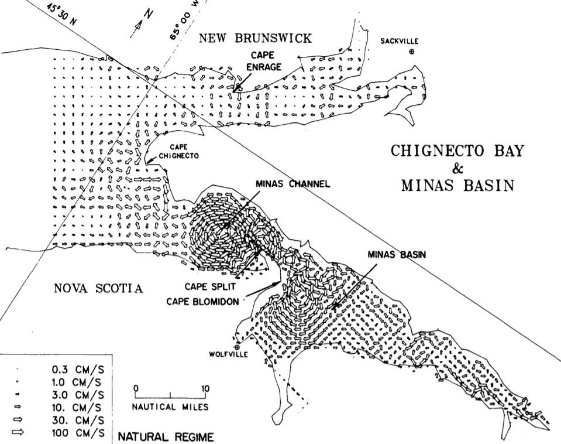 45°30 N
N
65°00 W
NEW BRUNSWICK
SACKVILLE
CAPE
ENRAGE
CAPE
CHIGNECTO
CHIGNECTO BAY
&
MINAS BASIN
MINAS CHANNEL
MINAS BASIN
CAPE SPLIT
CAPE BLOMIDON
NOVA SCOTIA
WOLFVILLE
0.3 CM/S
1.0 CM/S
3.0 CM/S
10. CM/S
30. CM/S
100 CM/S
0 10
NAUTICAL MILES
NATURAL REGIME